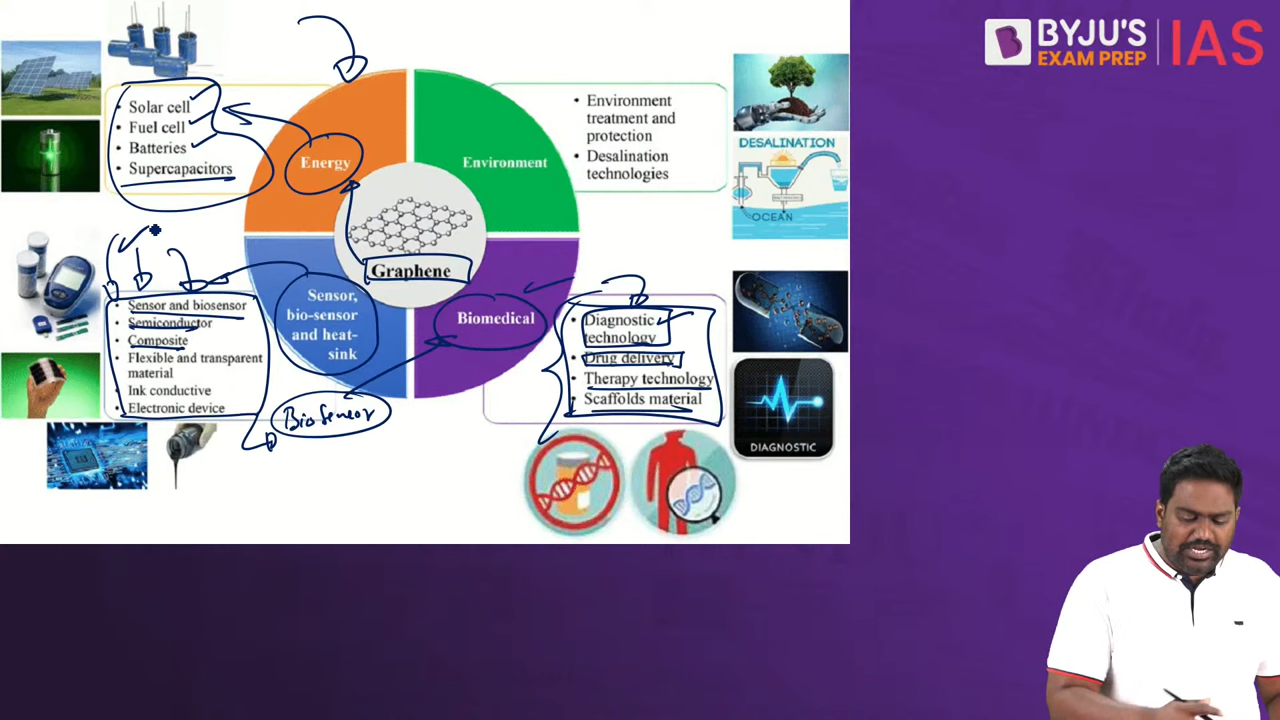 BYJU'S
EXAM PREP
IAS
• Solar cell
• Fuel cell
• Batteries
• Supercapacitors
Energy
Environment
• Environment
treatment and
protection
• Desalination
technologies
DESALINATION
OCEAN
Graphene
• Sensor and biosensor
• Semiconductor
• Composite
• Flexible and transparent
material
• Ink conductive
• Electronic device
Sensor,
bio-sensor
and heat-
sink
Biosensor
Biomedical
• Diagnostic
technology
• Drug delivery
• Therapy technology
• Scaffolds material
DIAGNOSTIC